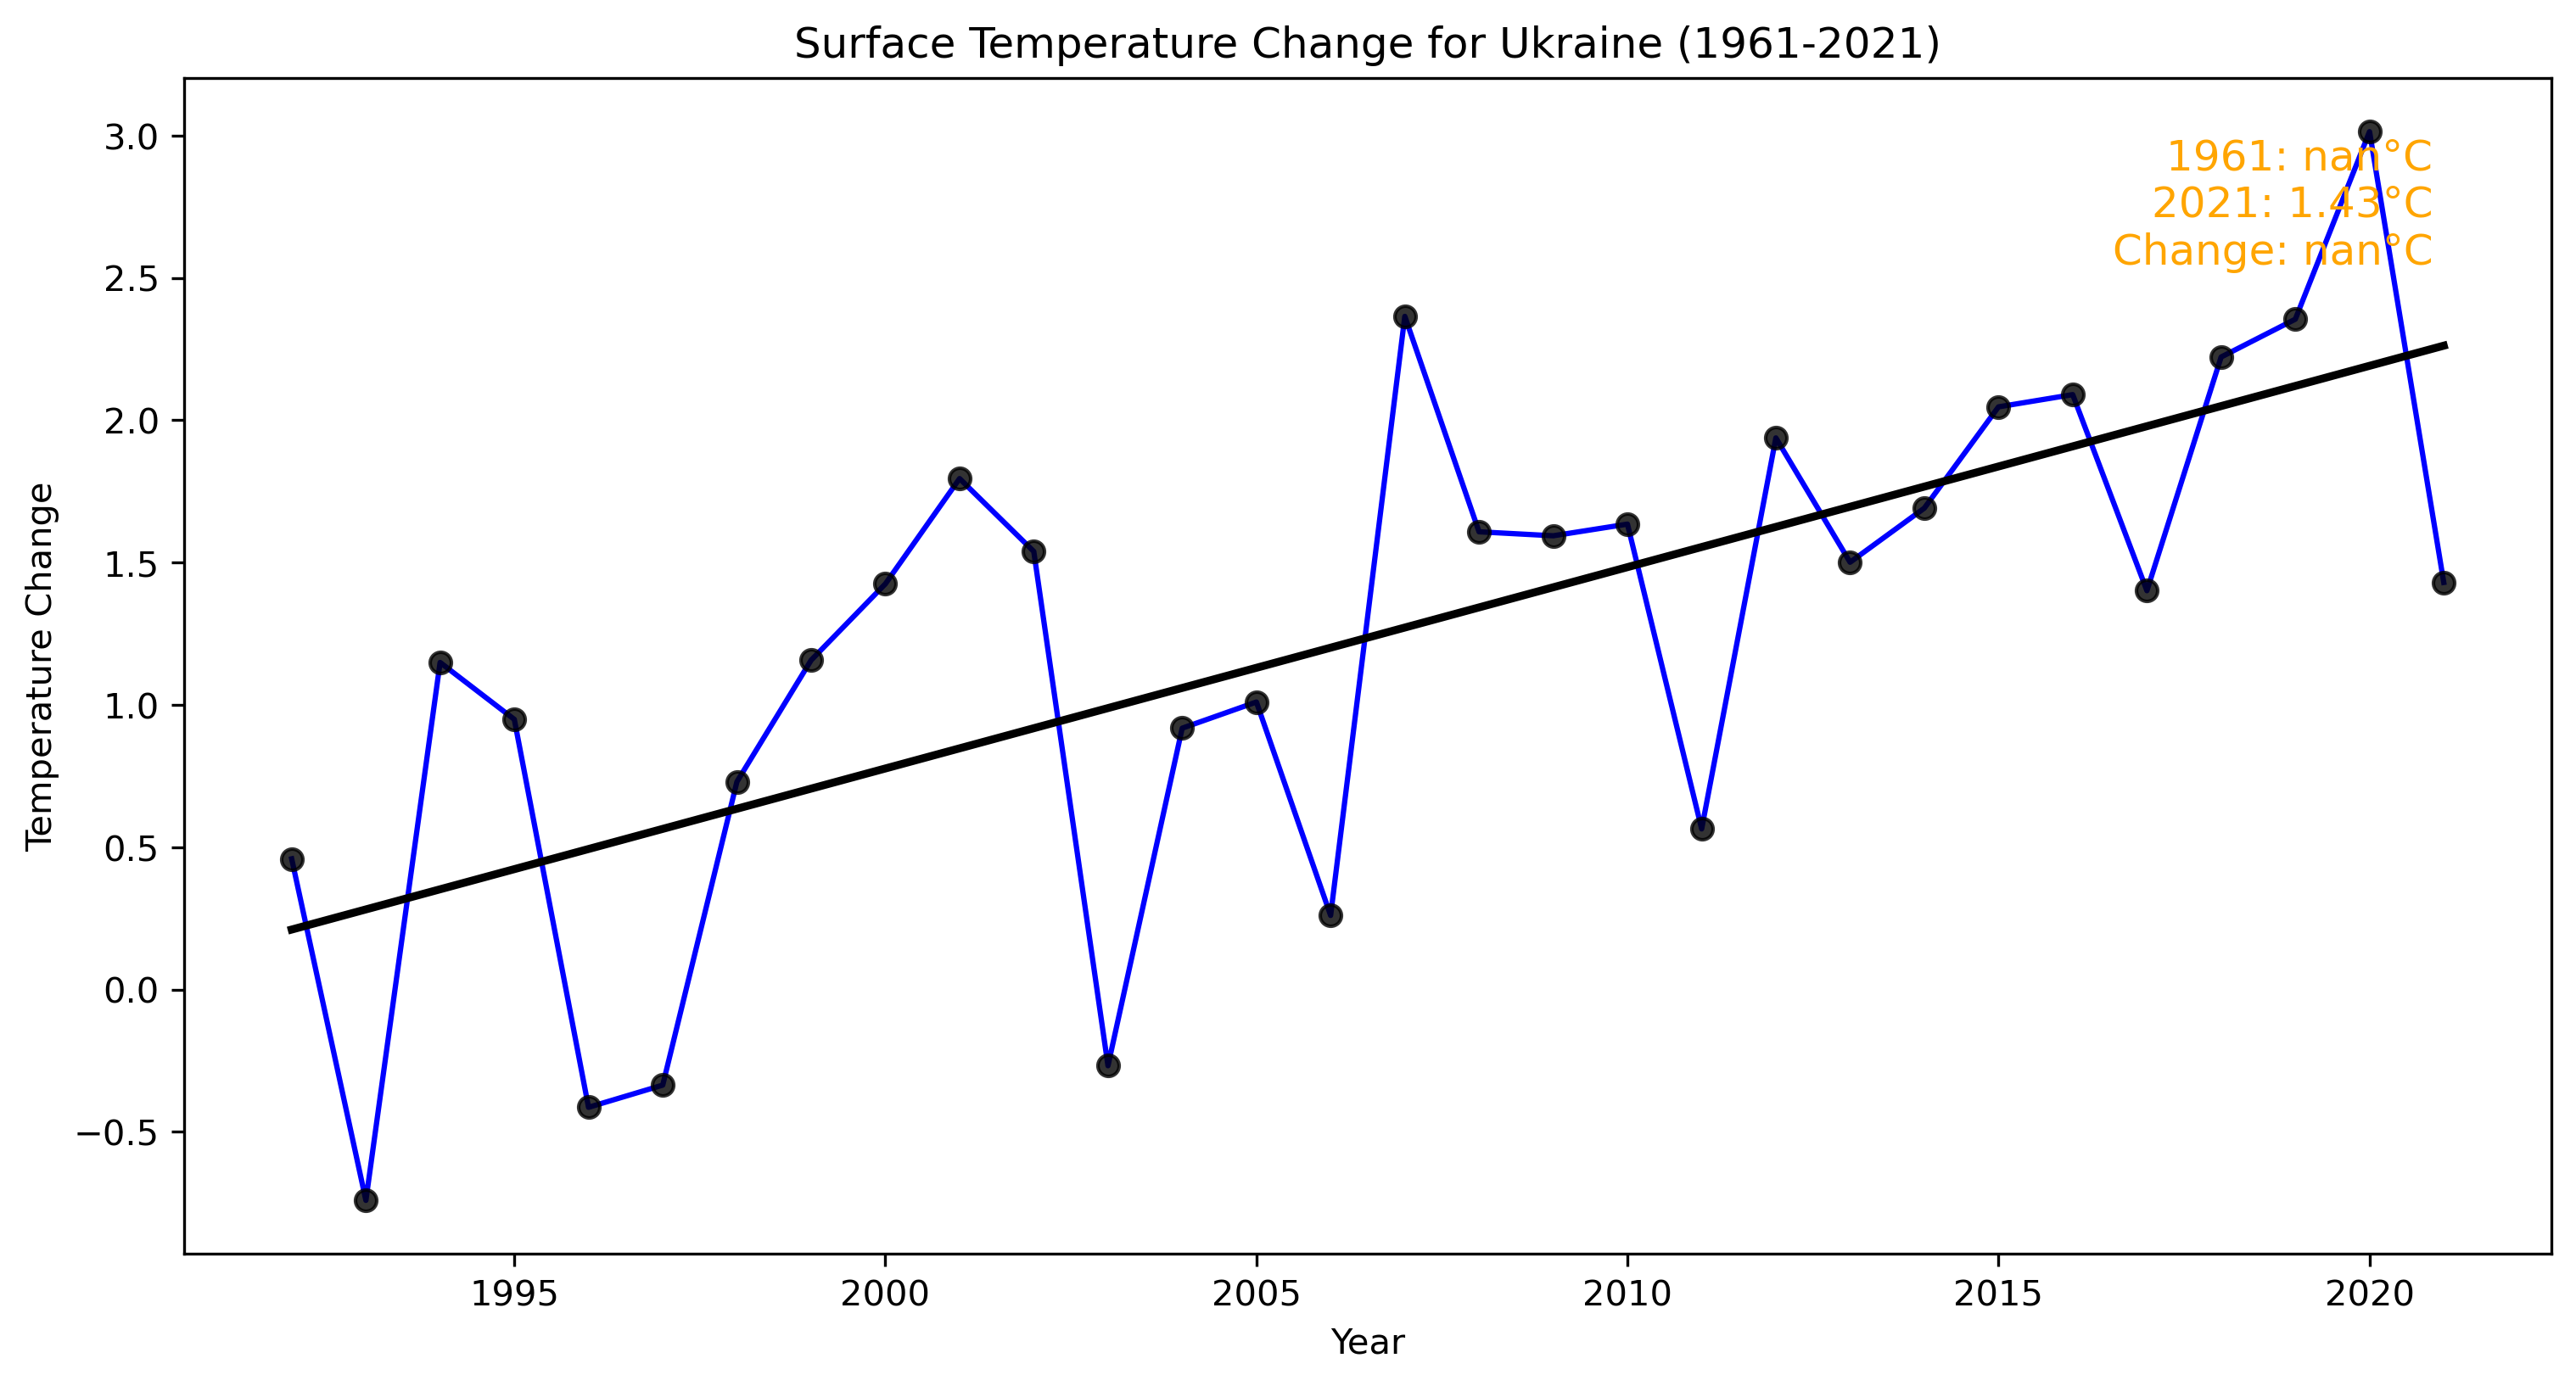 Surface Temperature Change for Ukraine (1961-2021)
3.0
2.5
2.0
1.5
1.0
0.5
0.0
−0.5
Temperature Change
1961: nan°C
2021: 1.43°C
Change: nan°C
1995 2000 2005 2010 2015 2020
Year